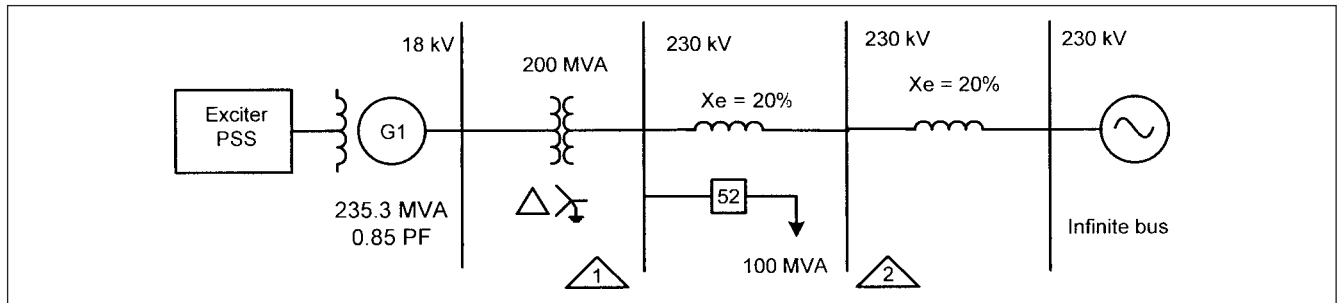 18 kV
230 kV
230 kV
230 kV
200 MVA
Xe = 20%
Xe = 20%
Exciter
PSS
G1
52
235.3 MVA
0.85 PF
Infinite bus
100 MVA
1
2